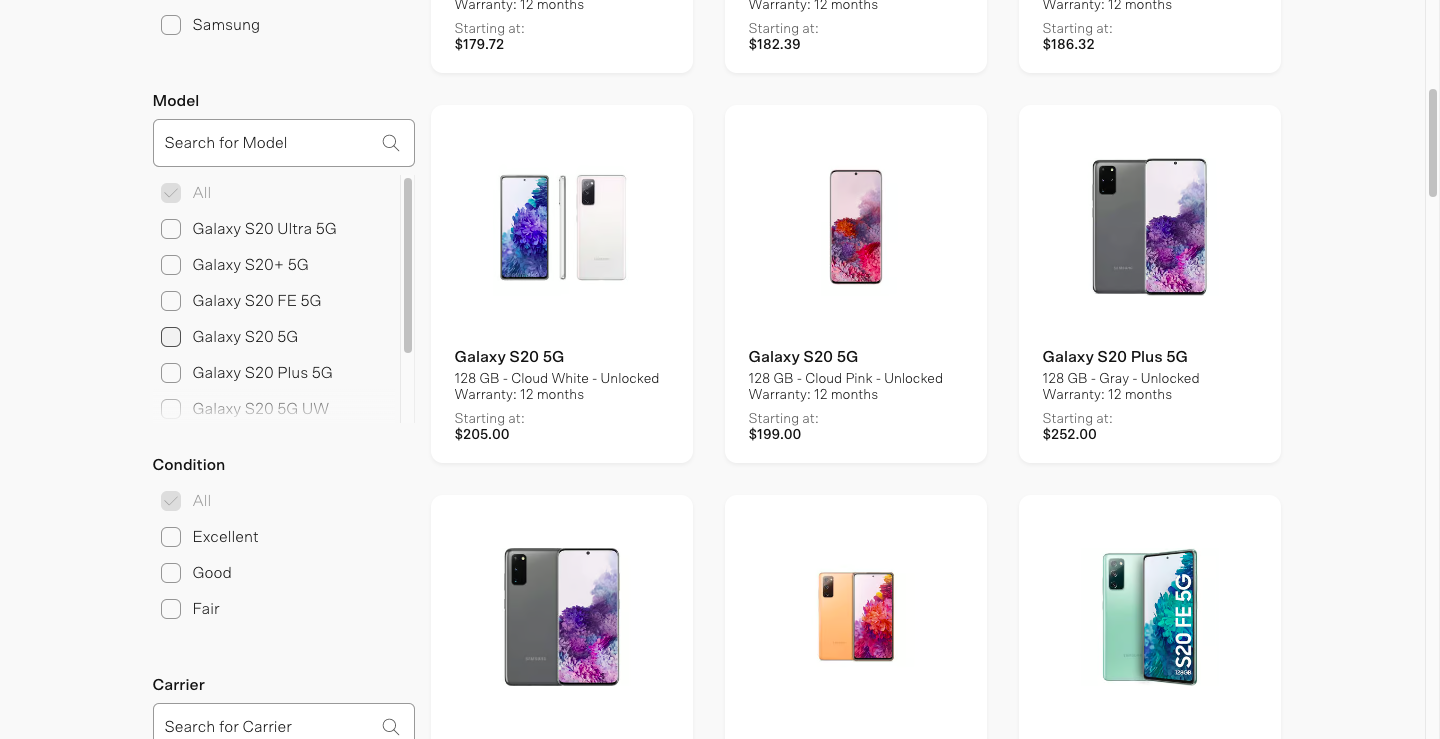 Samsung
Model
Search for Model
All
Galaxy S20 Ultra 5G
Galaxy S20+ 5G
Galaxy S20 FE 5G
Galaxy S20 5G
Galaxy S20 Plus 5G
Galaxy S20 5G UW
Condition
All
Excellent
Good
Fair
Carrier
Search for Carrier
Warranty: 12 months
Starting at:
$179.72
Warranty: 12 months
Starting at:
$182.39
Warranty: 12 months
Starting at:
$186.32
Galaxy S20 5G
128 GB - Cloud White - Unlocked
Warranty: 12 months
Starting at:
$205.00
Galaxy S20 5G
128 GB - Cloud Pink - Unlocked
Warranty: 12 months
Starting at:
$199.00
SAMSUNG
Galaxy S20 Plus 5G
128 GB - Gray - Unlocked
Warranty: 12 months
Starting at:
$252.00
SAMSUNG
S20 FE 5G
128GB